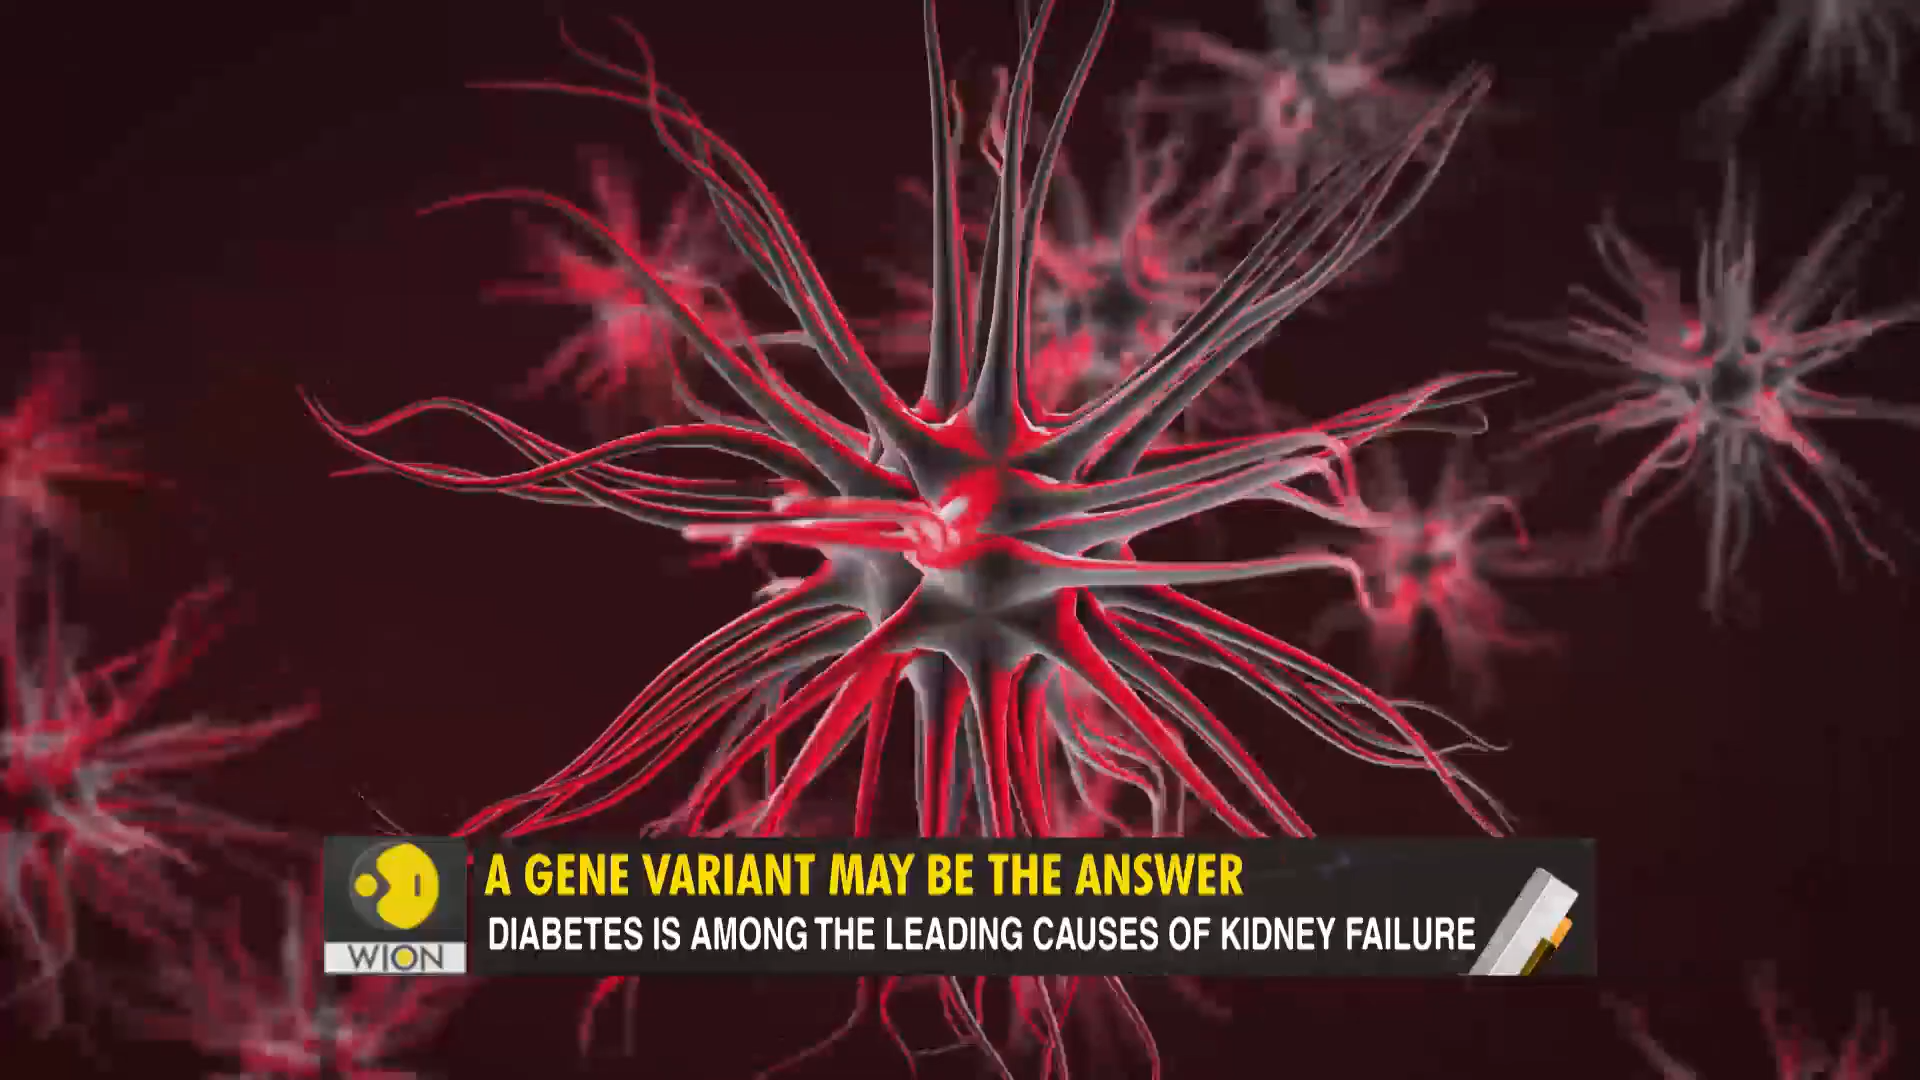 A GENE VARIANT MAY BE THE ANSWER
DIABETES IS AMONG THE LEADING CAUSES OF KIDNEY FAILURE
WION